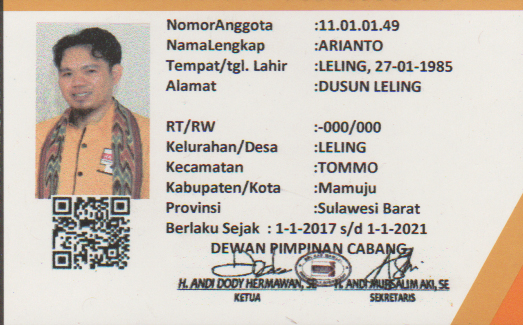 NomorAnggota :11.01.01.49
NamaLengkap :ARIANTO
Tempat/tgl. Lahir :LELING, 27-01-1985
Alamat :DUSUN LELING
RT/RW :-000/000
Kelurahan/Desa :LELING
Kecamatan :TOMMO
Kabupaten/Kota :Mamuju
Provinsi :Sulawesi Barat
Berlaku Sejak : 1-1-2017 s/d 1-1-2021
DEWAN PIMPINAN CABANG
H. ANDI DODY HERMAWAN, SE H. ANDI MURSALIM AKI, SE
KETUA SEKRETARIS